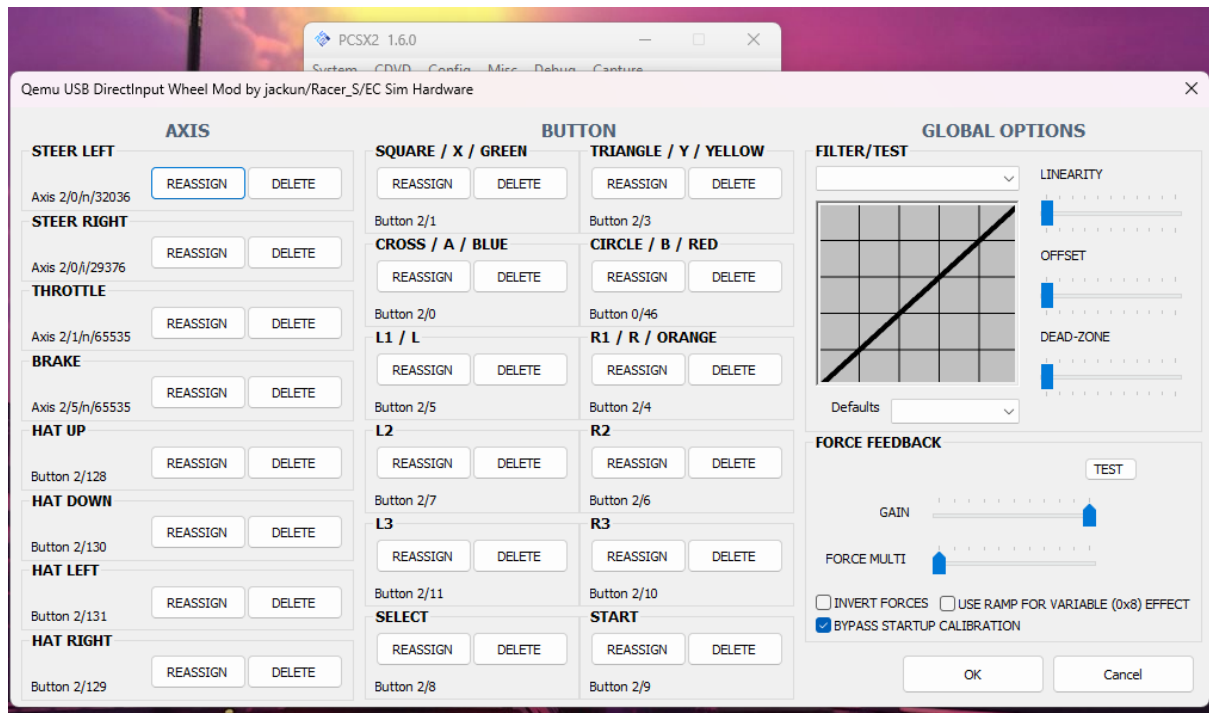 PCSX2 1.6.0
System CDVD Config Misc Debug Capture
Qemu USB DirectInput Wheel Mod by jackun/Racer_S/EC Sim Hardware
AXIS
STEER LEFT
REASSIGN DELETE
Axis 2/0/n/32036
STEER RIGHT
REASSIGN DELETE
Axis 2/0/i/29376
THROTTLE
REASSIGN DELETE
Axis 2/1/n/65535
BRAKE
REASSIGN DELETE
Axis 2/5/n/65535
HAT UP
REASSIGN DELETE
Button 2/128
HAT DOWN
REASSIGN DELETE
Button 2/130
HAT LEFT
REASSIGN DELETE
Button 2/131
HAT RIGHT
REASSIGN DELETE
Button 2/129
BUTTON
SQUARE / X / GREEN
REASSIGN DELETE
Button 2/1
TRIANGLE / Y / YELLOW
REASSIGN DELETE
Button 2/3
CROSS / A / BLUE
REASSIGN DELETE
Button 2/0
CIRCLE / B / RED
REASSIGN DELETE
Button 0/46
L1 / L
REASSIGN DELETE
Button 2/5
R1 / R / ORANGE
REASSIGN DELETE
Button 2/4
L2
REASSIGN DELETE
Button 2/7
R2
REASSIGN DELETE
Button 2/6
L3
REASSIGN DELETE
Button 2/11
R3
REASSIGN DELETE
Button 2/10
SELECT
REASSIGN DELETE
Button 2/8
START
REASSIGN DELETE
Button 2/9
GLOBAL OPTIONS
FILTER/TEST
LINEARITY
OFFSET
DEAD-ZONE
Defaults
FORCE FEEDBACK
TEST
GAIN
FORCE MULTI
INVERT FORCES USE RAMP FOR VARIABLE (0x8) EFFECT
BYPASS STARTUP CALIBRATION
OK Cancel